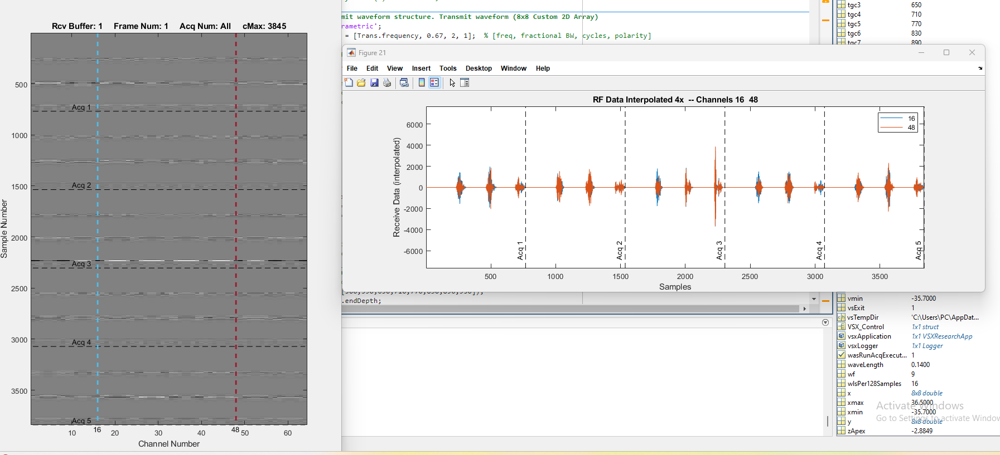 Rcv Buffer: 1 Frame Num: 1 Acq Num: All cMax: 3845
500
1000
1500
2000
2500
3000
3500
Sample Number
Acq 1
Acq 2
Acq 3
Acq 4
Acq 5
10 16 20 30 40 48 50 60
Channel Number
mit waveform structure. Transmit waveform (8x8 Custom 2D Array)
rametric';
= [Trans.frequency, 0.67, 2, 1]; % [freq, fractional BW, cycles, polarity]
Figure 21
File Edit View Insert Tools Desktop Window Help
RF Data Interpolated 4x -- Channels 16 48
16
48
6000
4000
2000
0
-2000
-4000
-6000
Receive Data (interpolated)
Acq 1
Acq 2
Acq 3
Acq 4
Acq 5
500 1000 1500 2000 2500 3000 3500
Samples
.endDepth;
tgc3 650
tgc4 710
tgc5 770
tgc6 830
tgc7 890
vmin -35.7000
vsExit 1
vsTempDir 'C:\Users\PC\AppDat...
VSX_Control 1x1 struct
vsxApplication 1x1 VSXResearchApp
vsxLogger 1x1 Logger
wasRunAcqExecut... 1
waveLength 0.1400
wf 9
wlsPer128Samples 16
x 8x8 double
xmax 36.5000
xmin -35.7000
y 8x8 double
zApex -2.8849
Activate Windows
Go to Settings to activate Window